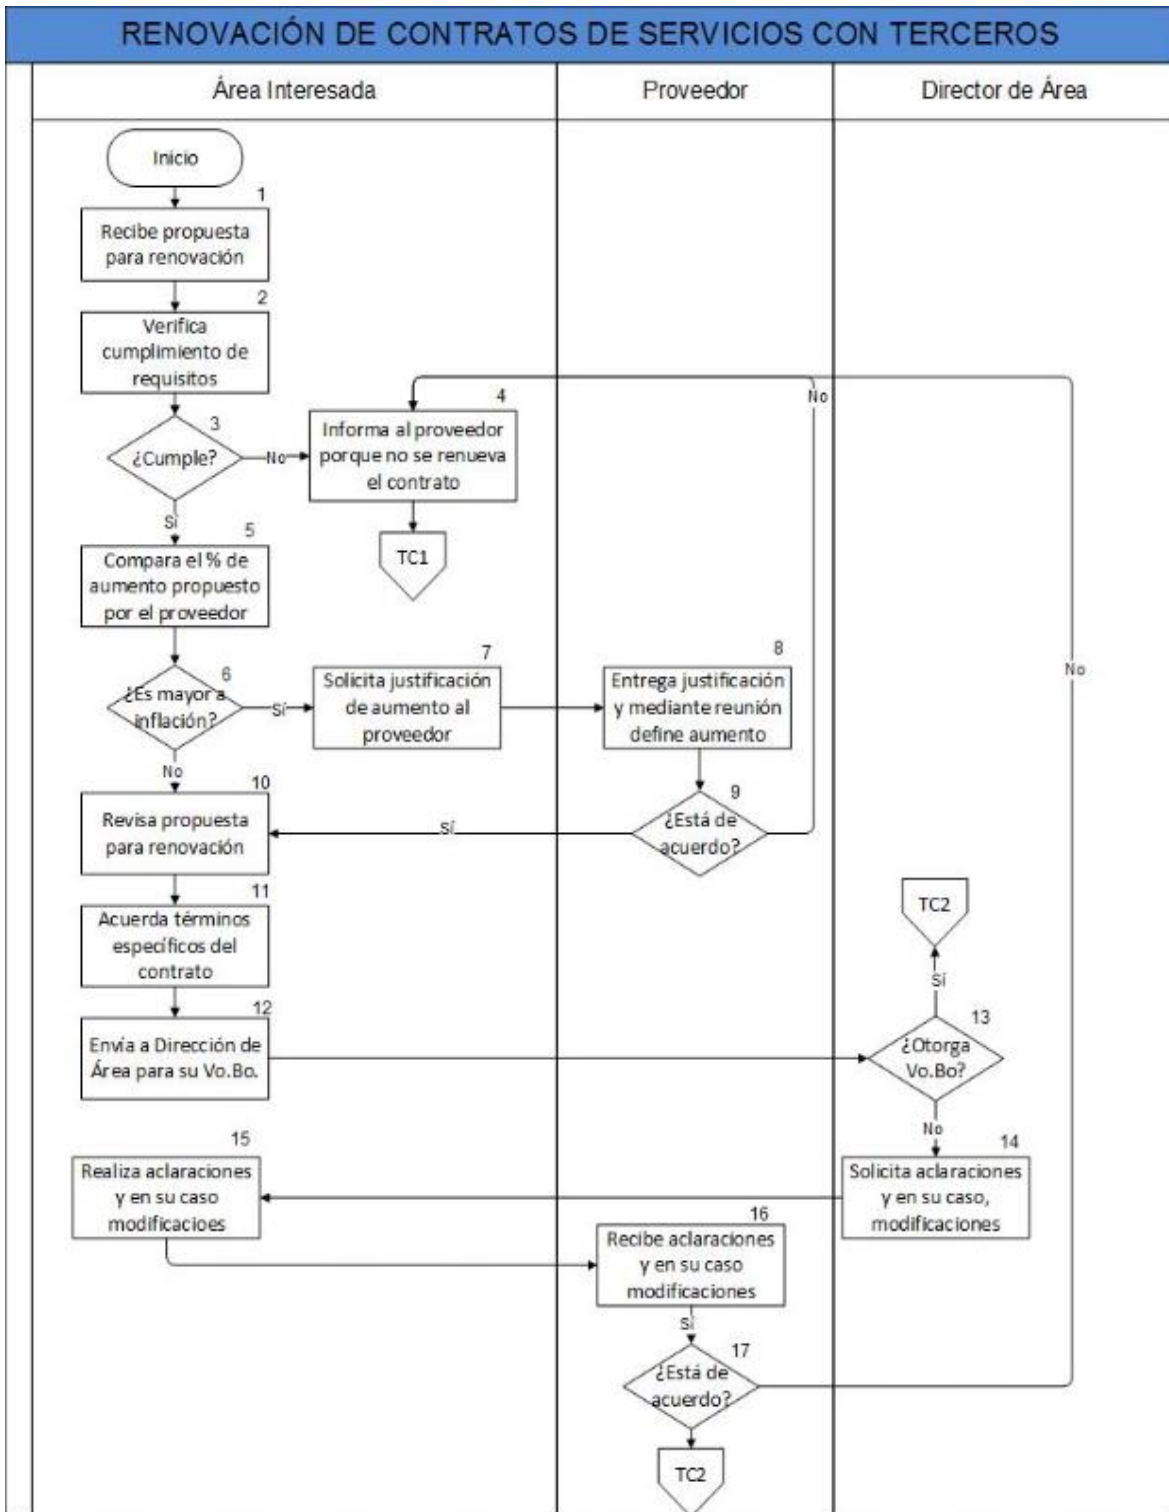 RENOVACIÓN DE CONTRATOS DE SERVICIOS CON TERCEROS
Área Interesada
Proveedor
Director de Área
Inicio
1
Recibe propuesta
para renovación
2
Verifica
cumplimiento de
requisitos
3
¿Cumple?
No
4
Informa al proveedor
porque no se renueva
el contrato
No
TC1
Sí
5
Compara el % de
aumento propuesto
por el proveedor
6
¿Es mayor a
inflación?
Sí
7
Solicita justificación
de aumento al
proveedor
8
Entrega justificación
y mediante reunión
define aumento
No
No
10
Revisa propuesta
para renovación
Sí
9
¿Está de
acuerdo?
11
Acuerda términos
específicos del
contrato
TC2
Sí
12
Envía a Dirección de
Área para su Vo.Bo.
13
¿Otorga
Vo.Bo?
No
14
Solicita aclaraciones
y en su caso,
modificaciones
15
Realiza aclaraciones
y en su caso
modificacioes
16
Recibe aclaraciones
y en su caso
modificaciones
Sí
17
¿Está de
acuerdo?
TC2